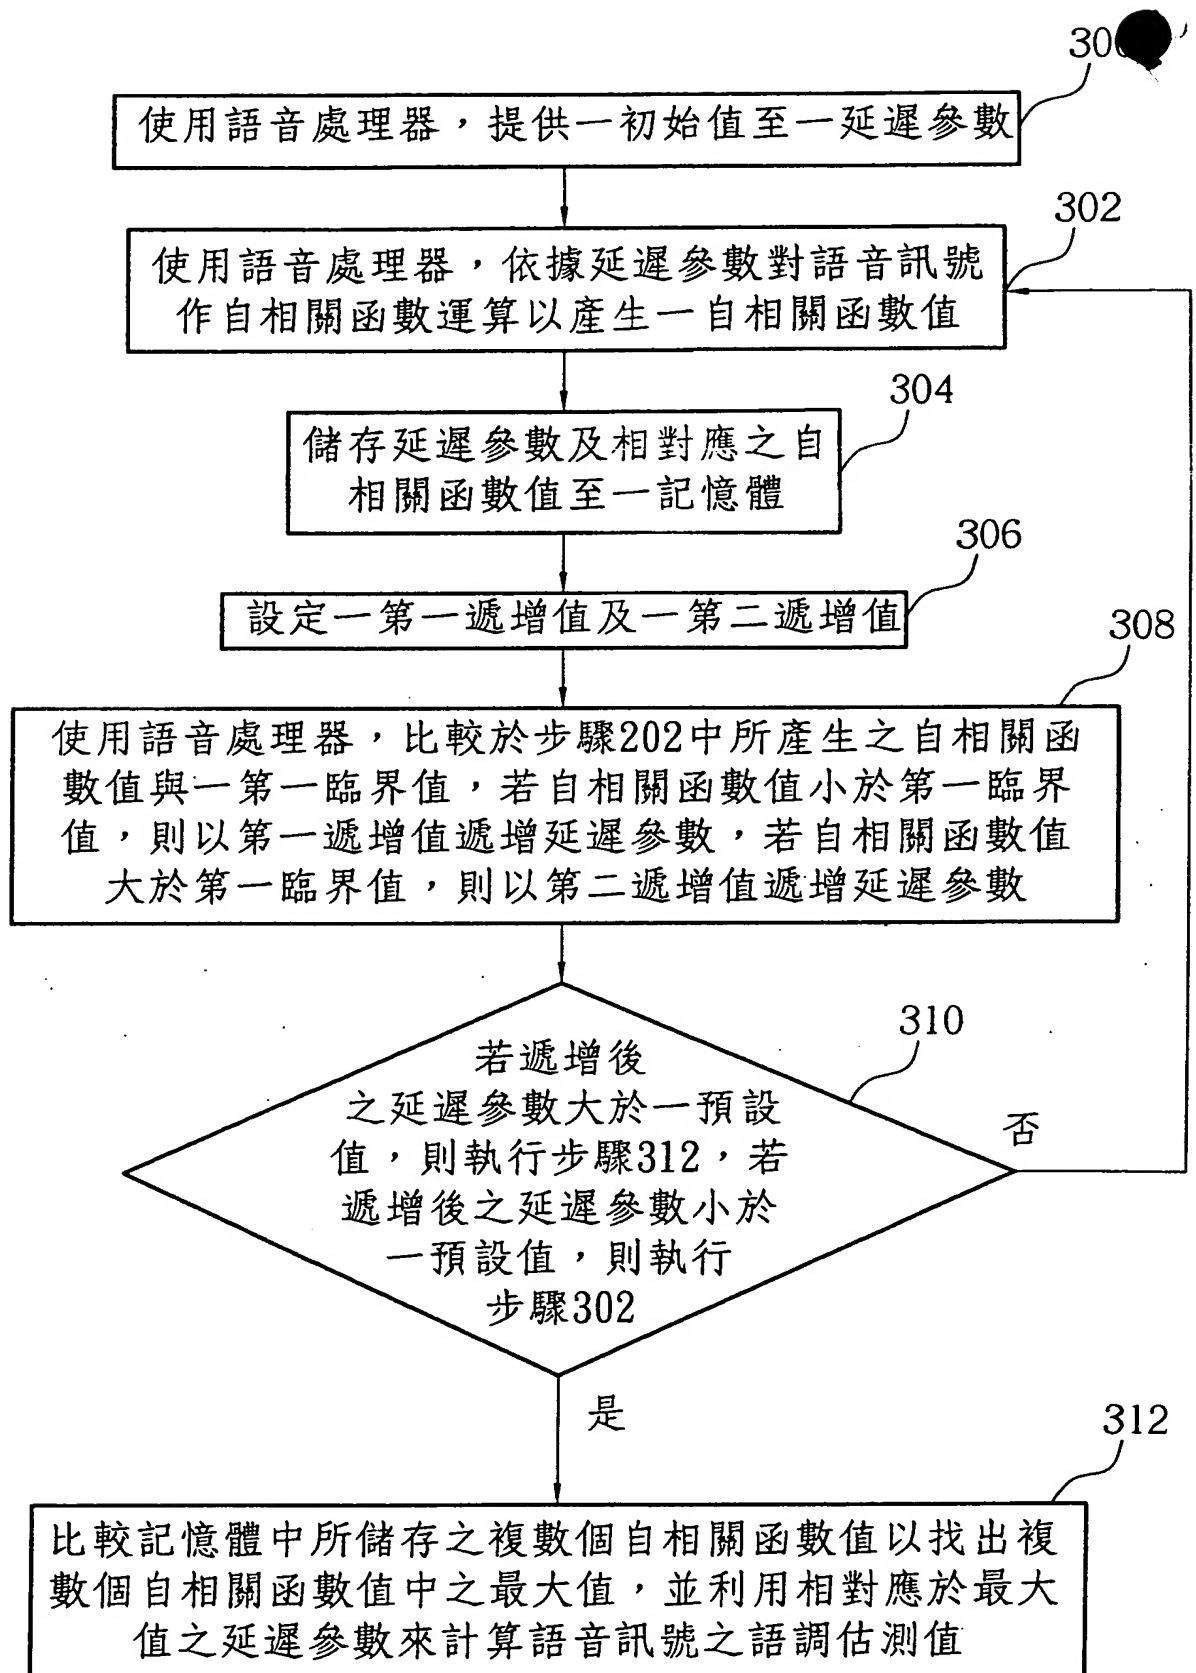 30
使用語音處理器，提供一初始值至一延遲參數
302
使用語音處理器，依據延遲參數對語音訊號
作自相關函數運算以產生一自相關函數值
304
儲存延遲參數及相對應之自
相關函數值至一記憶體
306
設定一第一遞增值及一第二遞增值
308
使用語音處理器，比較於步驟202中所產生之自相關函
數值與一第一臨界值，若自相關函數值小於第一臨界
值，則以第一遞增值遞增延遲參數，若自相關函數值
大於第一臨界值，則以第二遞增值遞增延遲參數
310
若遞增後
之延遲參數大於一預設
值，則執行步驟312，若
遞增後之延遲參數小於
一預設值，則執行
步驟302
否
是
312
比較記憶體中所儲存之複數個自相關函數值以找出複
數個自相關函數值中之最大值，並利用相對應於最大
值之延遲參數來計算語音訊號之語調估測值